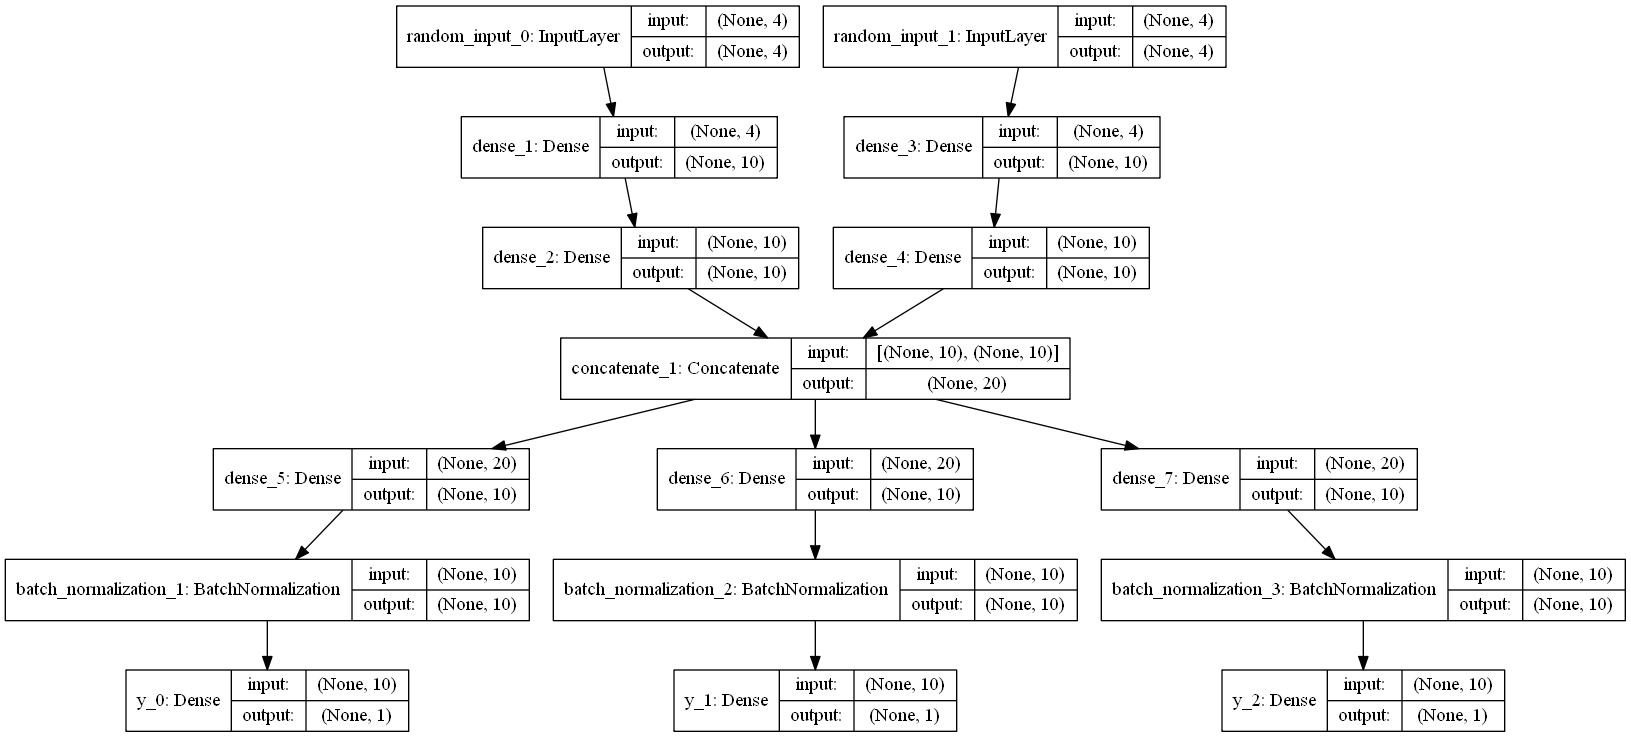 random_input_0: InputLayer
input: (None, 4)
output: (None, 4)
random_input_1: InputLayer
input: (None, 4)
output: (None, 4)
dense_1: Dense
input: (None, 4)
output: (None, 10)
dense_3: Dense
input: (None, 4)
output: (None, 10)
dense_2: Dense
input: (None, 10)
output: (None, 10)
dense_4: Dense
input: (None, 10)
output: (None, 10)
concatenate_1: Concatenate
input: [(None, 10), (None, 10)]
output: (None, 20)
dense_5: Dense
input: (None, 20)
output: (None, 10)
dense_6: Dense
input: (None, 20)
output: (None, 10)
dense_7: Dense
input: (None, 20)
output: (None, 10)
batch_normalization_1: BatchNormalization
input: (None, 10)
output: (None, 10)
batch_normalization_2: BatchNormalization
input: (None, 10)
output: (None, 10)
batch_normalization_3: BatchNormalization
input: (None, 10)
output: (None, 10)
y_0: Dense
input: (None, 10)
output: (None, 1)
y_1: Dense
input: (None, 10)
output: (None, 1)
y_2: Dense
input: (None, 10)
output: (None, 1)